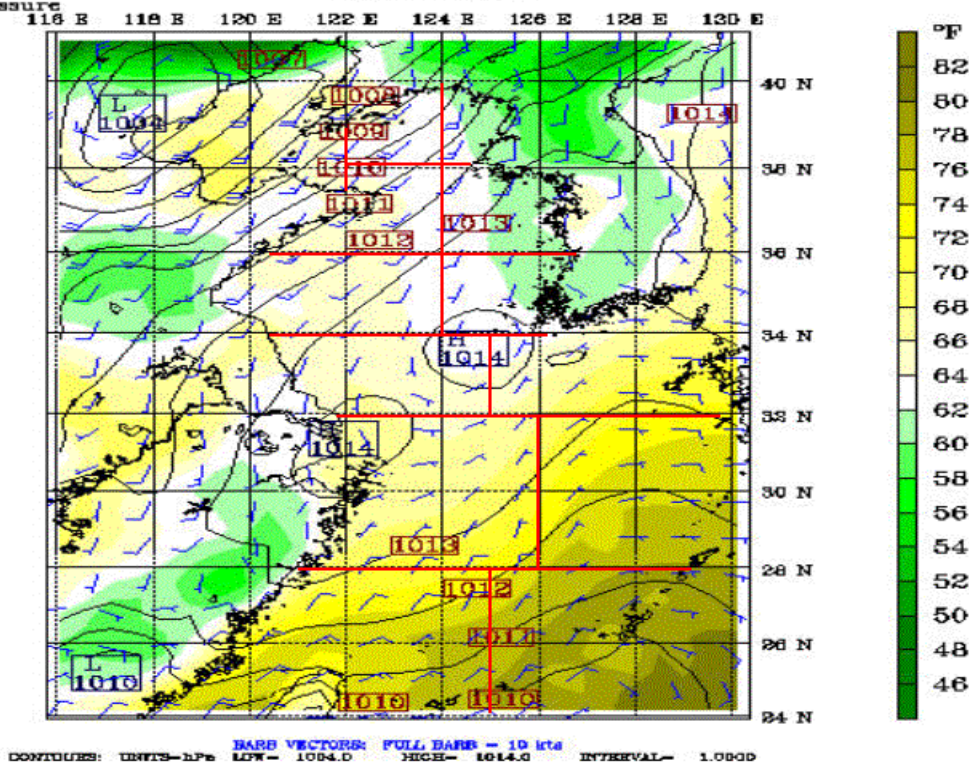 ssure
116 E 118 E 120 E 122 E 124 E 126 E 128 E 130 E
°F
1007
82
40 N
1008
80
L
1014
1009
78
38 N
1010
76
1011
74
1013
1012
72
36 N
70
68
34 N
H
66
1014
64
32 N
62
1014
60
30 N
58
56
1013
54
28 N
1012
52
1011
50
26 N
L
48
1010
1010
1010
46
24 N
BARB VECTORS: FULL BARB = 10 kts
CONTOURS: UNITS=hPa LOW= 1004.0 HIGH= 1014.0 INTERVAL= 1.0000